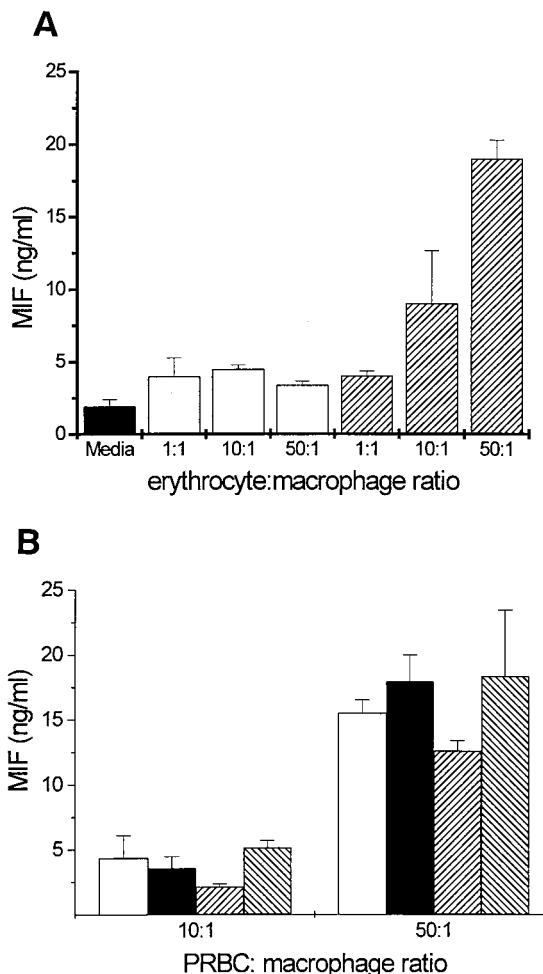 A
25
20
15
10
5
0
MIF (ng/ml)
Media 1:1 10:1 50:1 1:1 10:1 50:1
erythrocyte:macrophage ratio
B
25
20
15
10
5
MIF (ng/ml)
10:1 50:1
PRBC: macrophage ratio